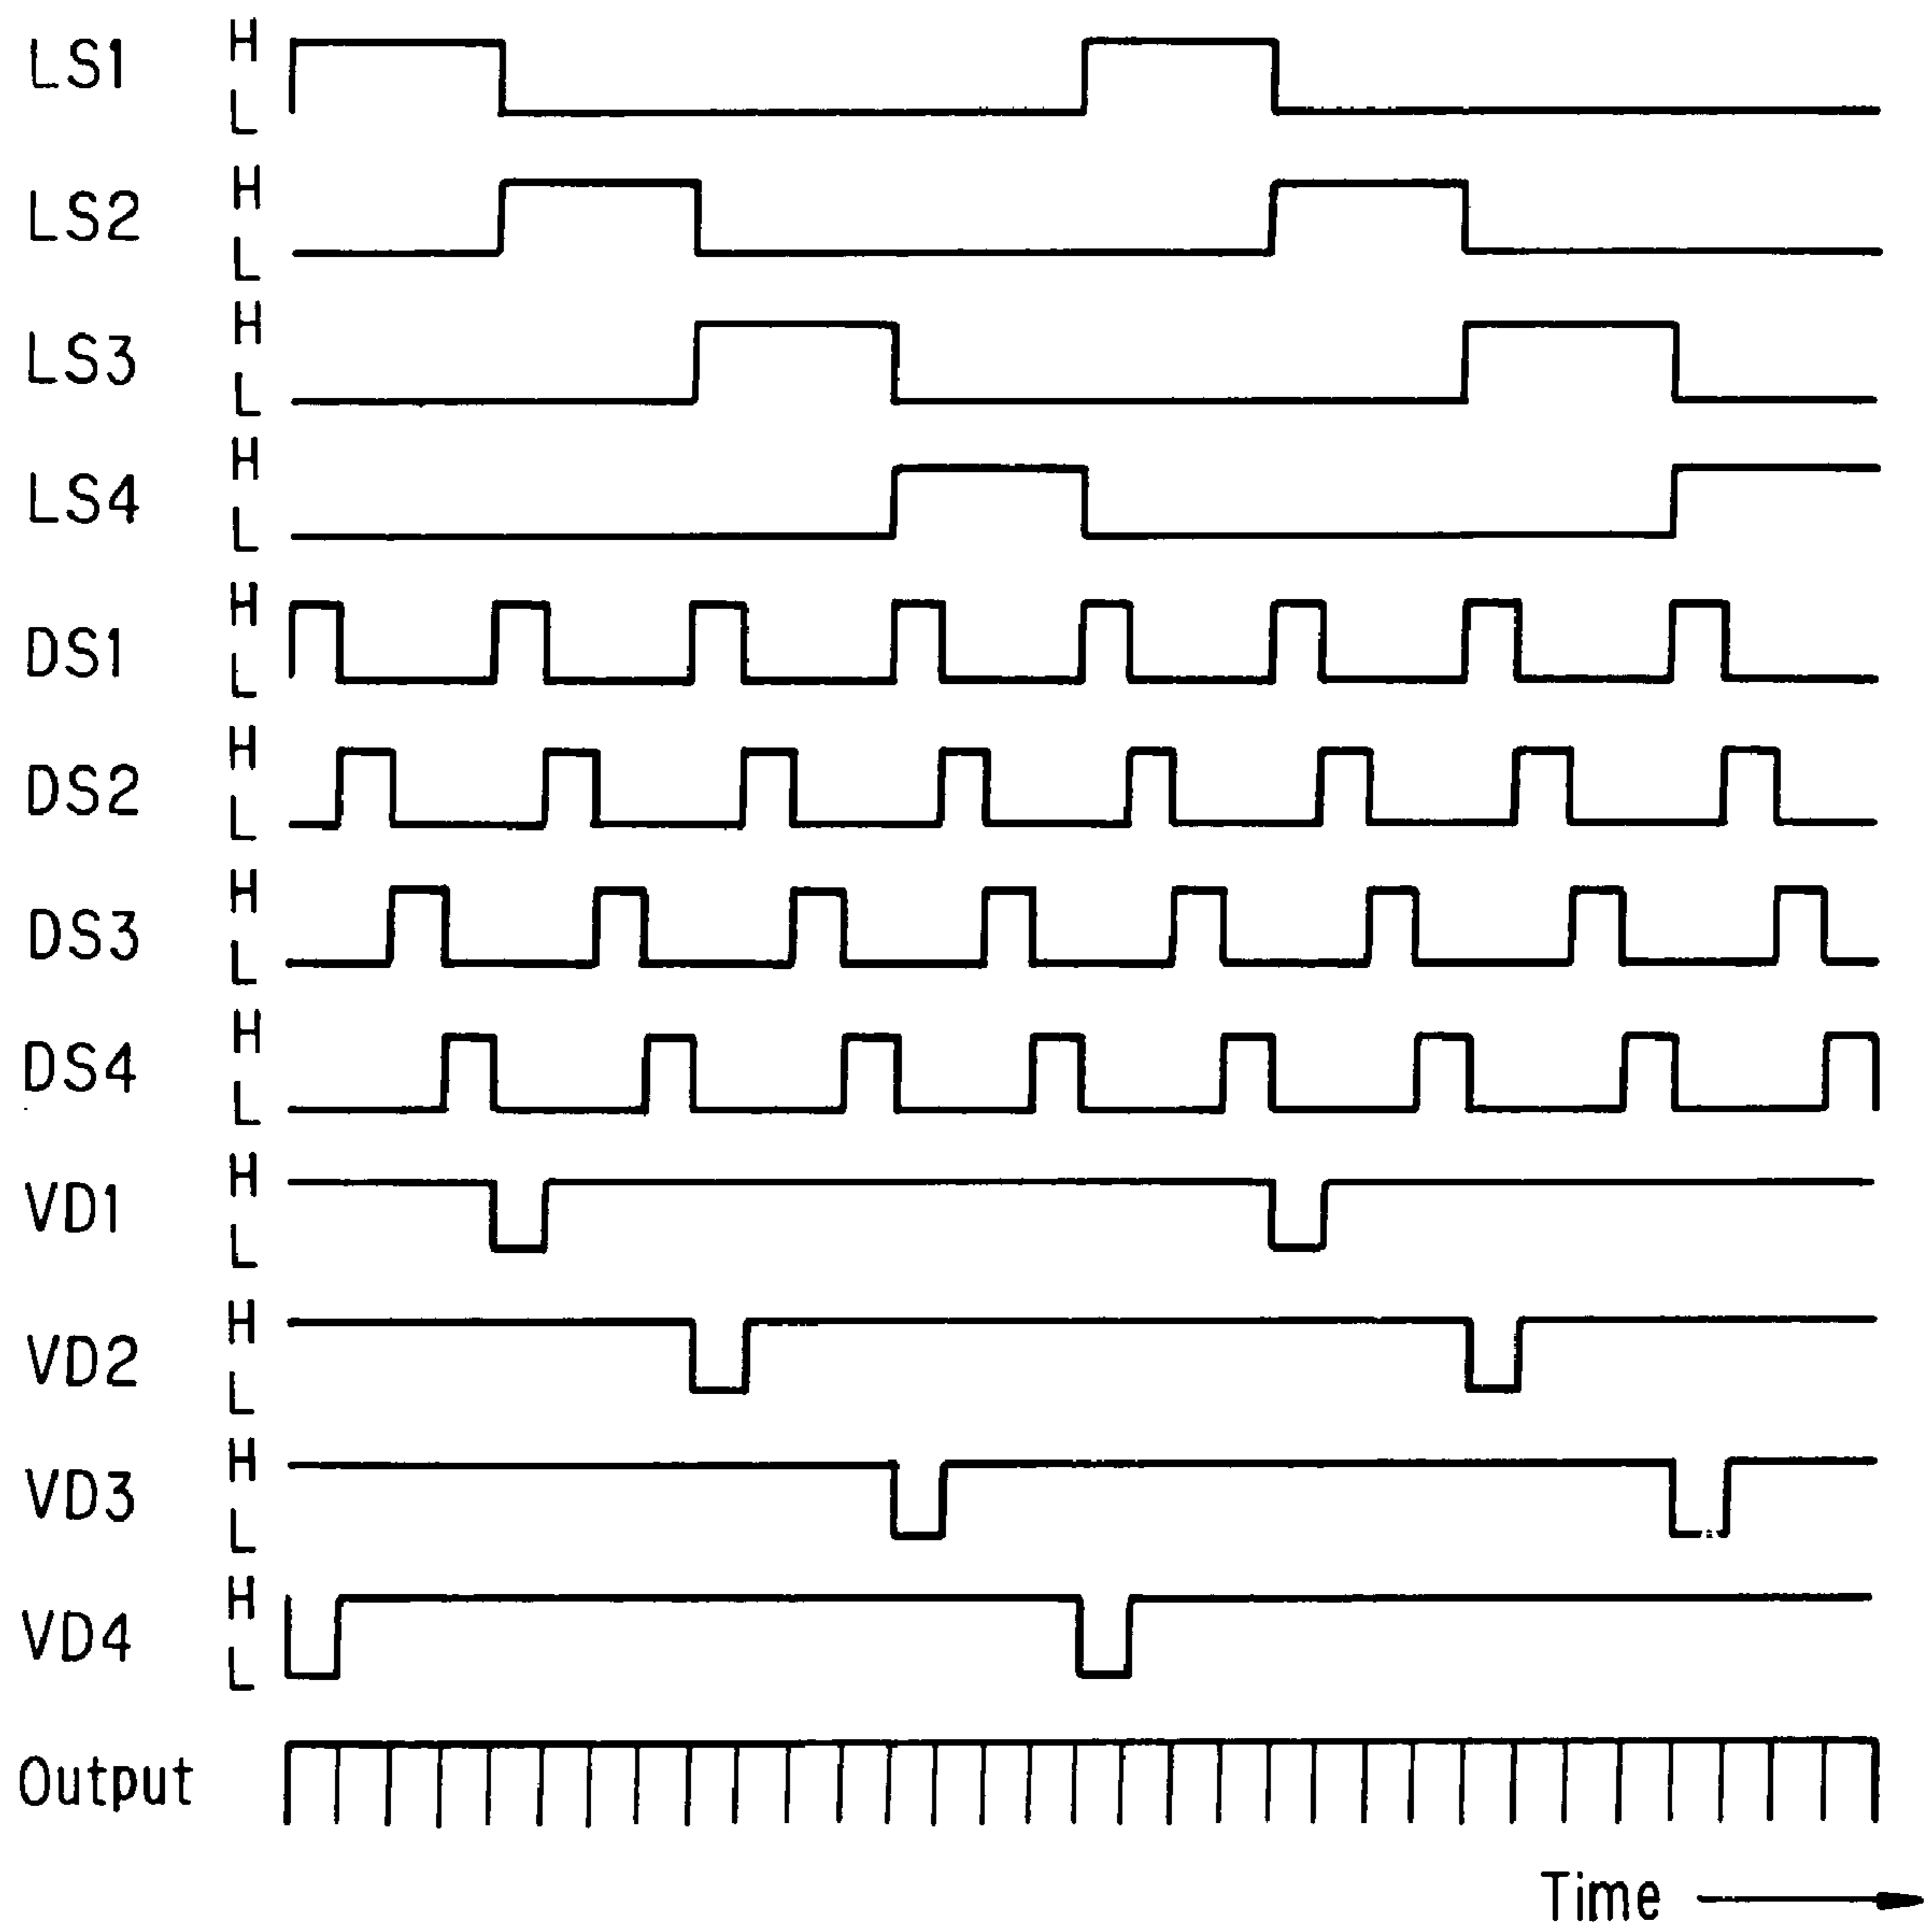 LS1 H
L
LS2 H
L
LS3 H
L
LS4 H
L
DS1 H
L
DS2 H
L
DS3 H
L
DS4 H
L
VD1 H
L
VD2 H
L
VD3 H
L
VD4 H
L
Output
Time